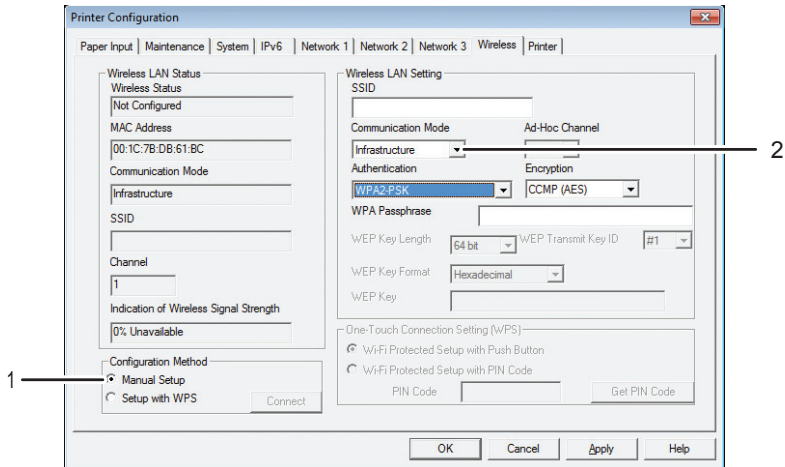 Printer Configuration
Paper Input Maintenance System IPv6 Network 1 Network 2 Network 3 Wireless Printer
Wireless LAN Status
Wireless Status
Not Configured
MAC Address
00:1C:7B:DB:61:BC
Communication Mode
Infrastructure
SSID
Channel
1
Indication of Wireless Signal Strength
0% Unavailable
Configuration Method
1
Manual Setup
Setup with WPS
Connect
Wireless LAN Setting
SSID
Communication Mode Ad-Hoc Channel
Infrastructure
2
Authentication Encryption
WPA2-PSK CCMP (AES)
WPA Passphrase
WEP Key Length 64 bit WEP Transmit Key ID #1
WEP Key Format Hexadecimal
WEP Key
One-Touch Connection Setting (WPS)
Wi-Fi Protected Setup with Push Button
Wi-Fi Protected Setup with PIN Code
PIN Code Get PIN Code
OK Cancel Apply Help